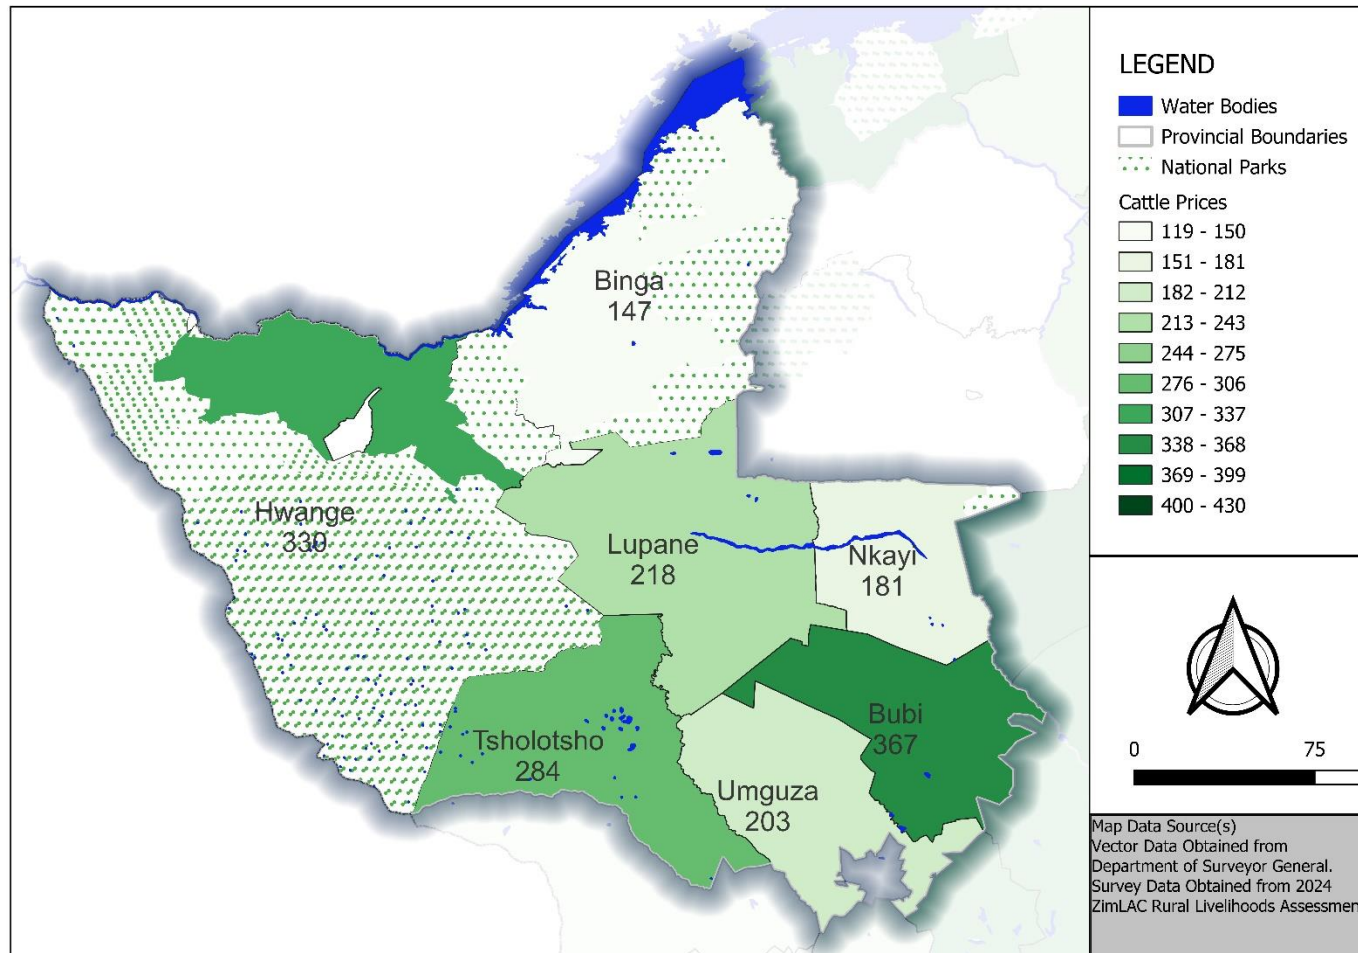 Binga
147
Hwange
330
Lupane
218
Nkayi
181
Tsholotsho
284
Bubi
367
Umguza
203
LEGEND
Water Bodies
Provincial Boundaries
National Parks
Cattle Prices
119 - 150
151 - 181
182 - 212
213 - 243
244 - 275
276 - 306
307 - 337
338 - 368
369 - 399
400 - 430
0 75
Map Data Source(s)
Vector Data Obtained from
Department of Surveyor General.
Survey Data Obtained from 2024
ZimLAC Rural Livelihoods Assessmen